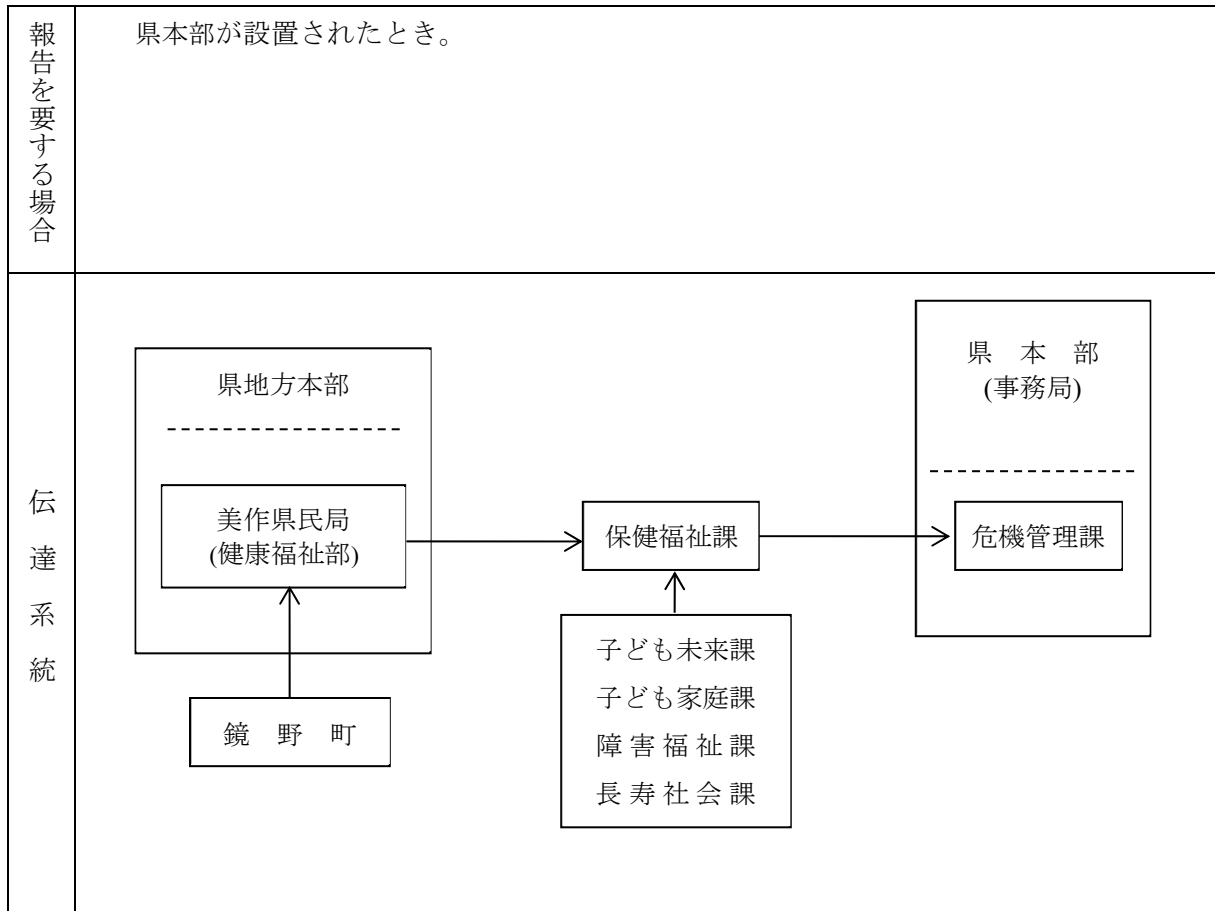 報告を要する場合
県本部が設置されたとき。
伝達系統
県地方本部
美作県民局
(健康福祉部)
鏡 野 町
保健福祉課
子ども未来課
子ども家庭課
障害福祉課
長寿社会課
県 本 部
(事務局)
危機管理課